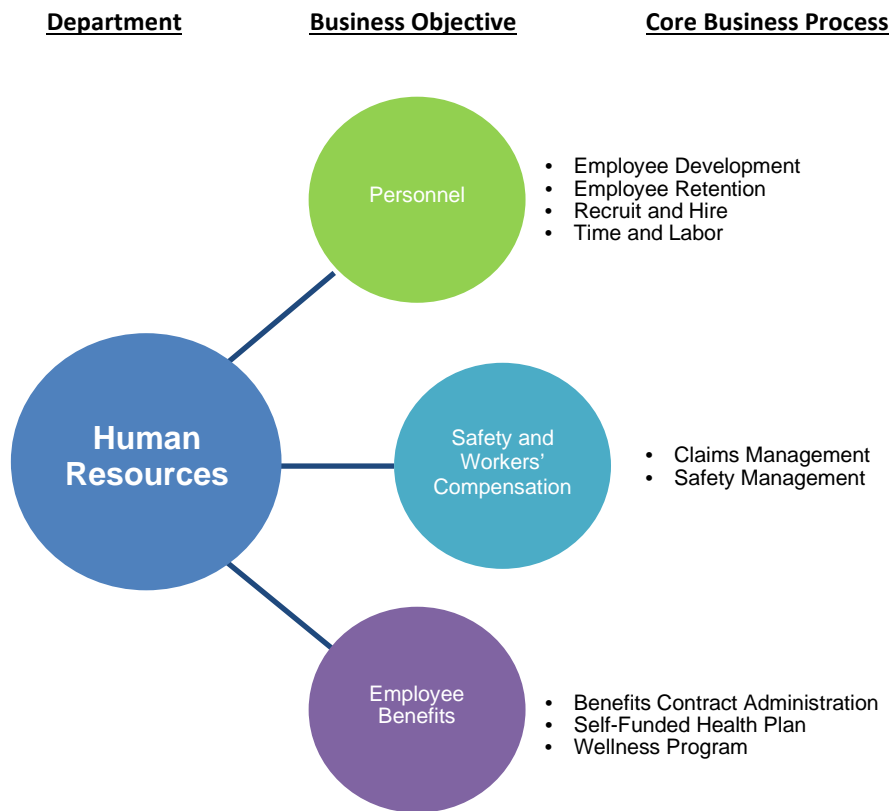 Department
Business Objective
Core Business Process
Personnel
• Employee Development
• Employee Retention
• Recruit and Hire
• Time and Labor
Human
Resources
Safety and
Workers’
Compensation
• Claims Management
• Safety Management
Employee
Benefits
• Benefits Contract Administration
• Self-Funded Health Plan
• Wellness Program